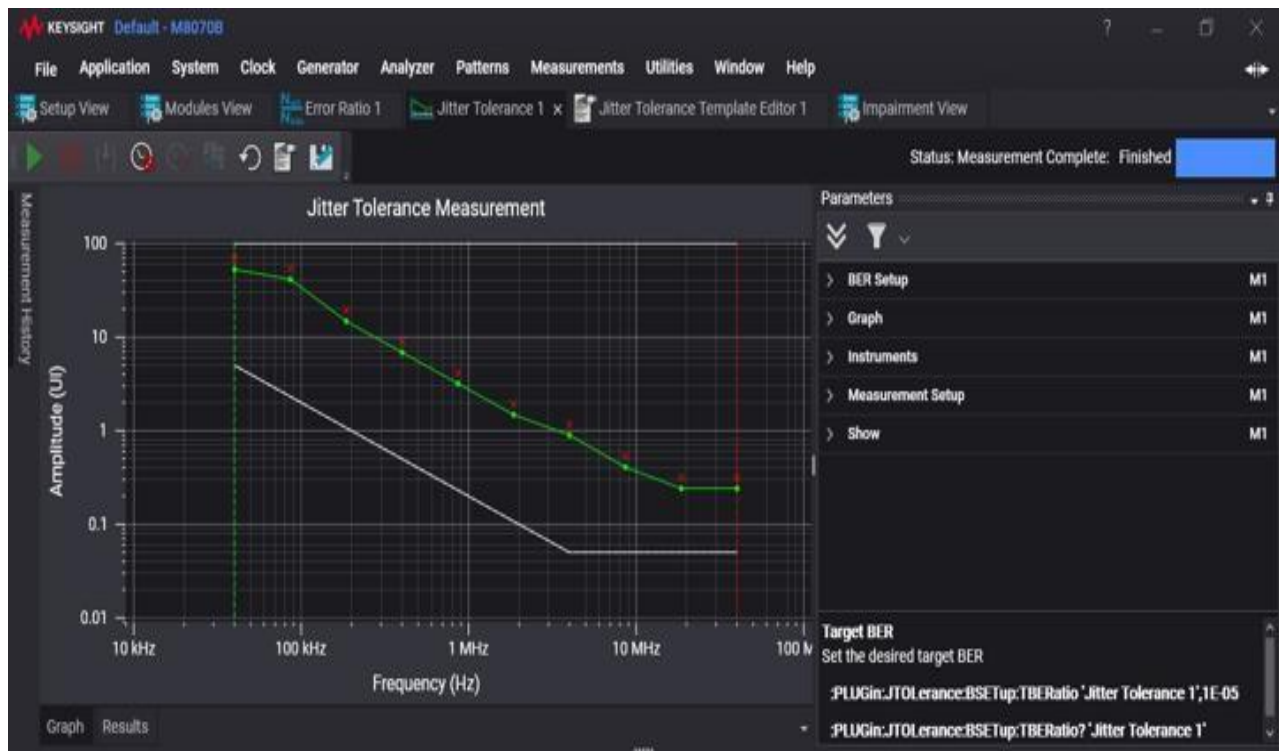 KEYSIGHT Default - M8070B
File Application System Clock Generator Analyzer Patterns Measurements Utilities Window Help
Setup View Modules View Error Ratio 1 Jitter Tolerance 1 Jitter Tolerance Template Editor 1 Impairment View
Status: Measurement Complete: Finished
Measurement History
Jitter Tolerance Measurement
Amplitude (UI)
100
10
1
0.1
0.01
10 kHz 100 kHz 1 MHz 10 MHz 100 M
Frequency (Hz)
Graph Results
Parameters
BER Setup M1
Graph M1
Instruments M1
Measurement Setup M1
Show M1
Target BER
Set the desired target BER
:PLUGin:JTOLerance:BSETup:TBERatio 'Jitter Tolerance 1',1E-05
:PLUGin:JTOLerance:BSETup:TBERatio? 'Jitter Tolerance 1'